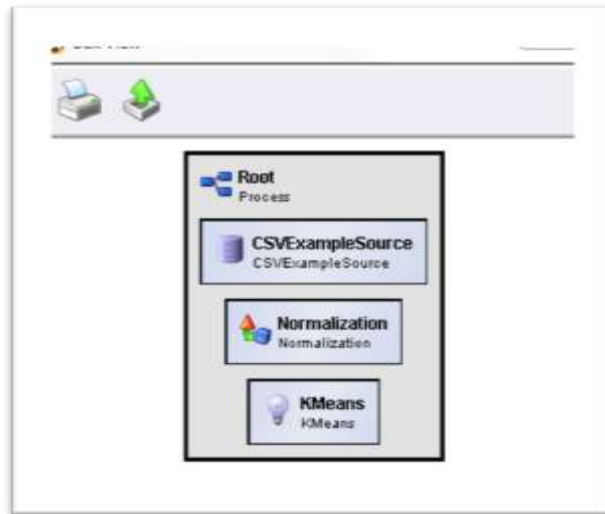 Root
Process
CSVExampleSource
CSVExampleSource
Normalization
Normalization
KMeans
KMeans